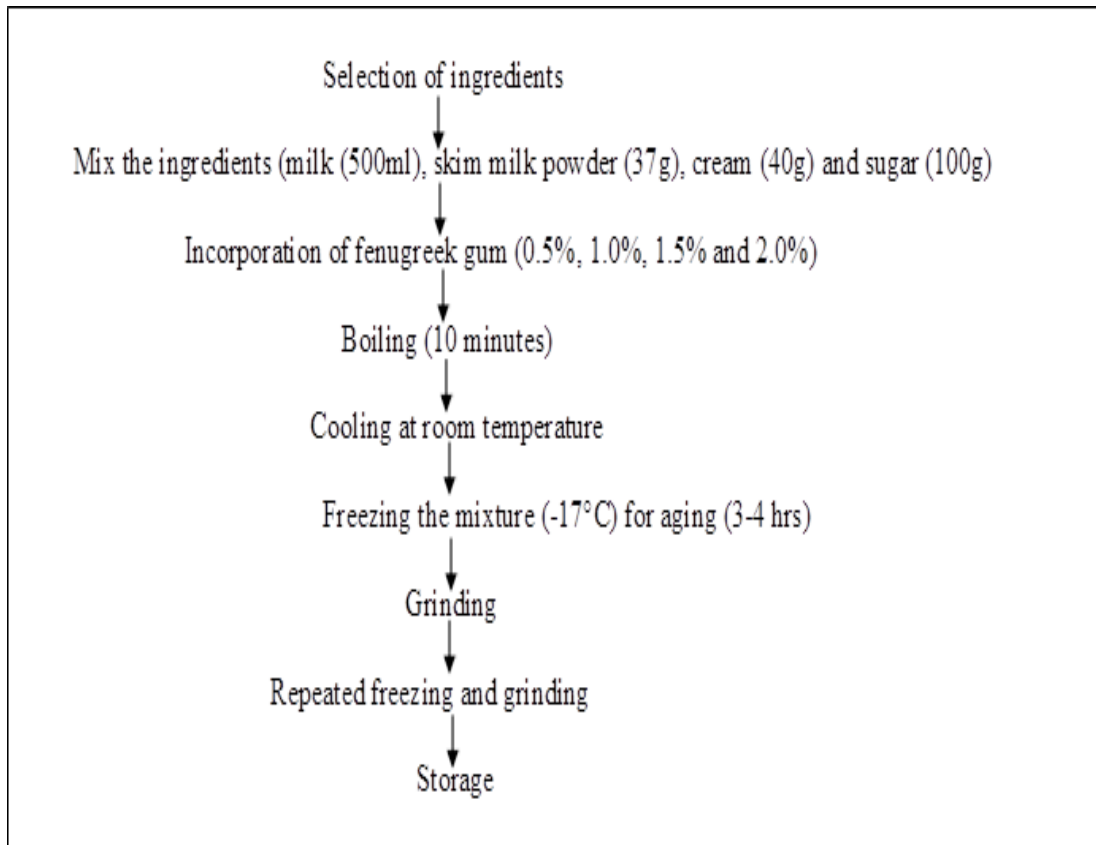 Selection of ingredients
Mix the ingredients (milk (500ml), skim milk powder (37g), cream (40g) and sugar (100g)
Incorporation of fenugreek gum (0.5%, 1.0%, 1.5% and 2.0%)
Boiling (10 minutes)
Cooling at room temperature
Freezing the mixture (-17°C) for aging (3-4 hrs)
Grinding
Repeated freezing and grinding
Storage